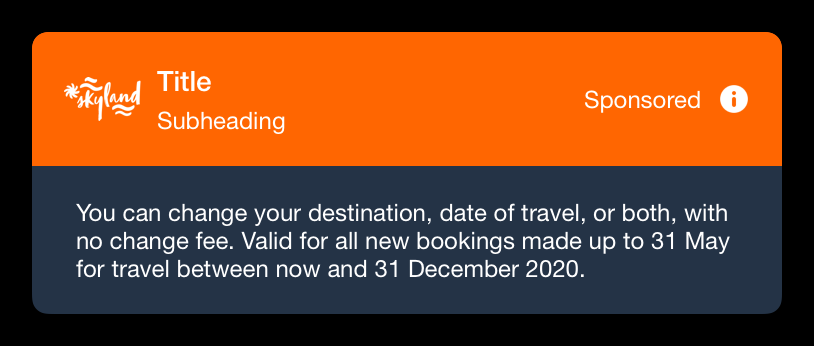 skyland
Title
Subheading
Sponsored
You can change your destination, date of travel, or both, with
no change fee. Valid for all new bookings made up to 31 May
for travel between now and 31 December 2020.